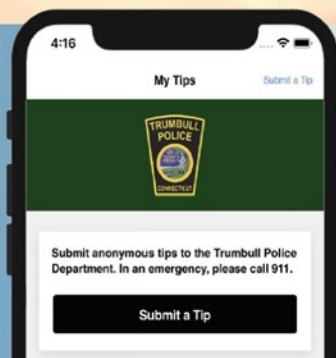 4:16
My Tips
Submit a Tip
TRUMBULL
POLICE
CONNECTICUT
Submit anonymous tips to the Trumbull Police
Department. In an emergency, please call 911.
Submit a Tip